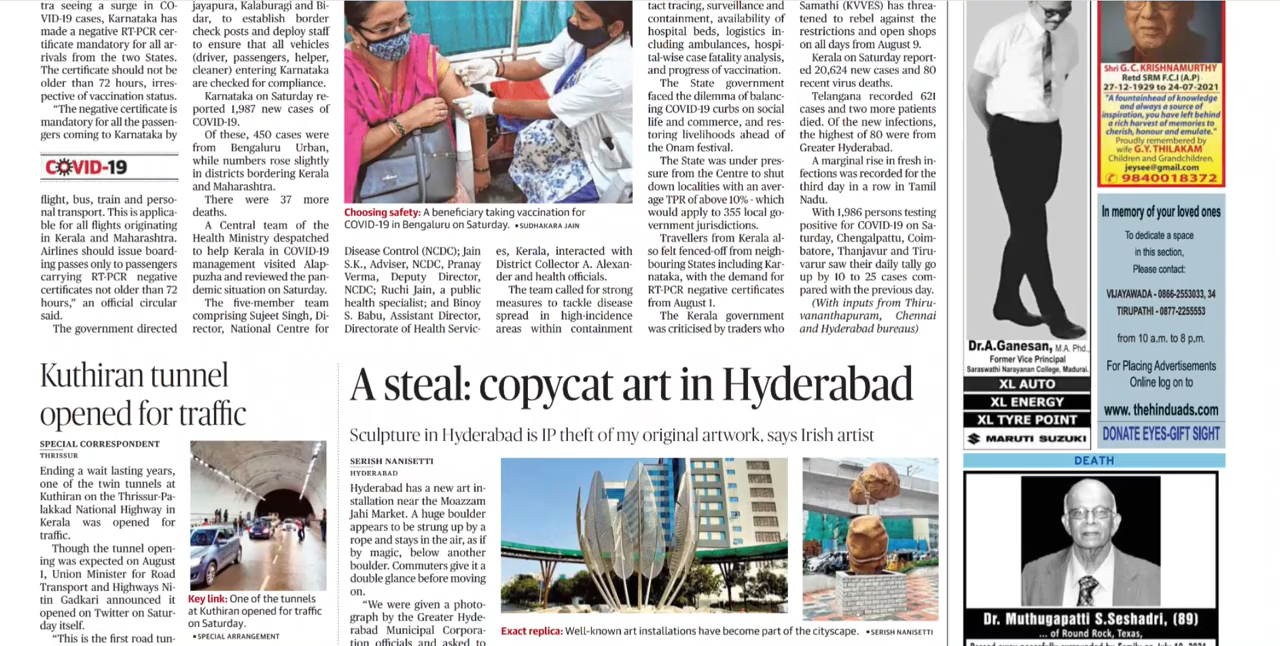 tra seeing a surge in CO-
VID-19 cases, Karnataka has
made a negative RT-PCR cer-
tificate mandatory for all ar-
rivals from the two States.
The certificate should not be
older than 72 hours, irres-
pective of vaccination status.
“The negative certificate is
mandatory for all the passen-
gers coming to Karnataka by
COVID-19
flight, bus, train and perso-
nal transport. This is applica-
ble for all flights originating
in Kerala and Maharashtra.
Airlines should issue board-
ing passes only to passengers
carrying RT-PCR negative
certificates not older than 72
hours,” an official circular
said.
The government directed
jayapura, Kalaburagi and Bi-
dar, to establish border
check posts and deploy staff
to ensure that all vehicles
(driver, passengers, helper,
cleaner) entering Karnataka
are checked for compliance.
Karnataka on Saturday re-
ported 1,987 new cases of
COVID-19.
Of these, 450 cases were
from Bengaluru Urban,
while numbers rose slightly
in districts bordering Kerala
and Maharashtra.
There were 37 more
deaths.
A Central team of the
Health Ministry despatched
to help Kerala in COVID-19
management visited Alap-
puzha and reviewed the pan-
demic situation on Saturday.
The five-member team
comprising Sujeet Singh, Di-
rector, National Centre for
Choosing safety: A beneficiary taking vaccination for
COVID-19 in Bengaluru on Saturday. •SUDHAKARA JAIN
Disease Control (NCDC); Jain
S.K., Adviser, NCDC, Pranay
Verma, Deputy Director,
NCDC; Ruchi Jain, a public
health specialist; and Binoy
S. Babu, Assistant Director,
Directorate of Health Servic-
es, Kerala, interacted with
District Collector A. Alexan-
der and health officials.
The team called for strong
measures to tackle disease
spread in high-incidence
areas within containment
tact tracing, surveillance and
containment, availability of
hospital beds, logistics in-
cluding ambulances, hospi-
tal-wise case fatality analysis,
and progress of vaccination.
The State government
faced the dilemma of balanc-
ing COVID-19 curbs on social
life and commerce, and res-
toring livelihoods ahead of
the Onam festival.
The State was under pres-
sure from the Centre to shut
down localities with an aver-
age TPR of above 10% - which
would apply to 355 local go-
vernment jurisdictions.
Travellers from Kerala al-
so felt fenced-off from neigh-
bouring States including Kar-
nataka, with the demand for
RT-PCR negative certificates
from August 1.
The Kerala government
was criticised by traders who
Samathi (KVVES) has threa-
tened to rebel against the
restrictions and open shops
on all days from August 9.
Kerala on Saturday report-
ed 20,624 new cases and 80
recent virus deaths.
Telangana recorded 621
cases and two more patients
died. Of the new infections,
the highest of 80 were from
Greater Hyderabad.
A marginal rise in fresh in-
fections was recorded for the
third day in a row in Tamil
Nadu.
With 1,986 persons testing
positive for COVID-19 on Sa-
turday, Chengalpattu, Coim-
batore, Thanjavur and Tiru-
varur saw their daily tally go
up by 10 to 25 cases com-
pared with the previous day.
(With inputs from Thiru-
vananthapuram, Chennai
and Hyderabad bureaus)
Kuthiran tunnel
opened for traffic
SPECIAL CORRESPONDENT
THRISSUR
Ending a wait lasting years,
one of the twin tunnels at
Kuthiran on the Thrissur-Pa-
lakkad National Highway in
Kerala was opened for
traffic.
Though the tunnel open-
ing was expected on August
1, Union Minister for Road
Transport and Highways Ni-
tin Gadkari announced it
opened on Twitter on Satur-
day itself.
“This is the first road tun-
Key link: One of the tunnels
at Kuthiran opened for traffic
on Saturday.
•SPECIAL ARRANGEMENT
A steal: copycat art in Hyderabad
Sculpture in Hyderabad is IP theft of my original artwork, says Irish artist
SERISH NANISETTI
HYDERABAD
Hyderabad has a new art in-
stallation near the Moazzam
Jahi Market. A huge boulder
appears to be strung up by a
rope and stays in the air, as if
by magic, below another
boulder. Commuters give it a
double glance before moving
on.
“We were given a photo-
graph by the Greater Hyde-
rabad Municipal Corpora-
tion officials and asked to
Exact replica: Well-known art installations have become part of the cityscape. •SERISH NANISETTI
Dr.A.Ganesan, M.A. Phd.,
Former Vice Principal
Saraswathi Narayanan College, Madurai.
XL AUTO
XL ENERGY
XL TYRE POINT
MARUTI SUZUKI
Shri G.C. KRISHNAMURTHY
Retd SRM F.C.I (A.P)
27-12-1929 to 24-07-2021
"A fountainhead of knowledge
and always a source of
inspiration, you have left behind
a rich harvest of memories to
cherish, honour and emulate."
Proudly remembered by
wife G.Y. THILAKAM
Children and Grandchildren.
jeysee@gmail.com
9840018372
In memory of your loved ones
To dedicate a space
in this section,
Please contact:
VIJAYAWADA - 0866-2553033, 34
TIRUPATHI - 0877-2255553
from 10 a.m. to 8 p.m.
For Placing Advertisements
Online log on to
www. thehinduads.com
DONATE EYES-GIFT SIGHT
DEATH
Dr. Muthugapatti S.Seshadri, (89)
... of Round Rock, Texas,